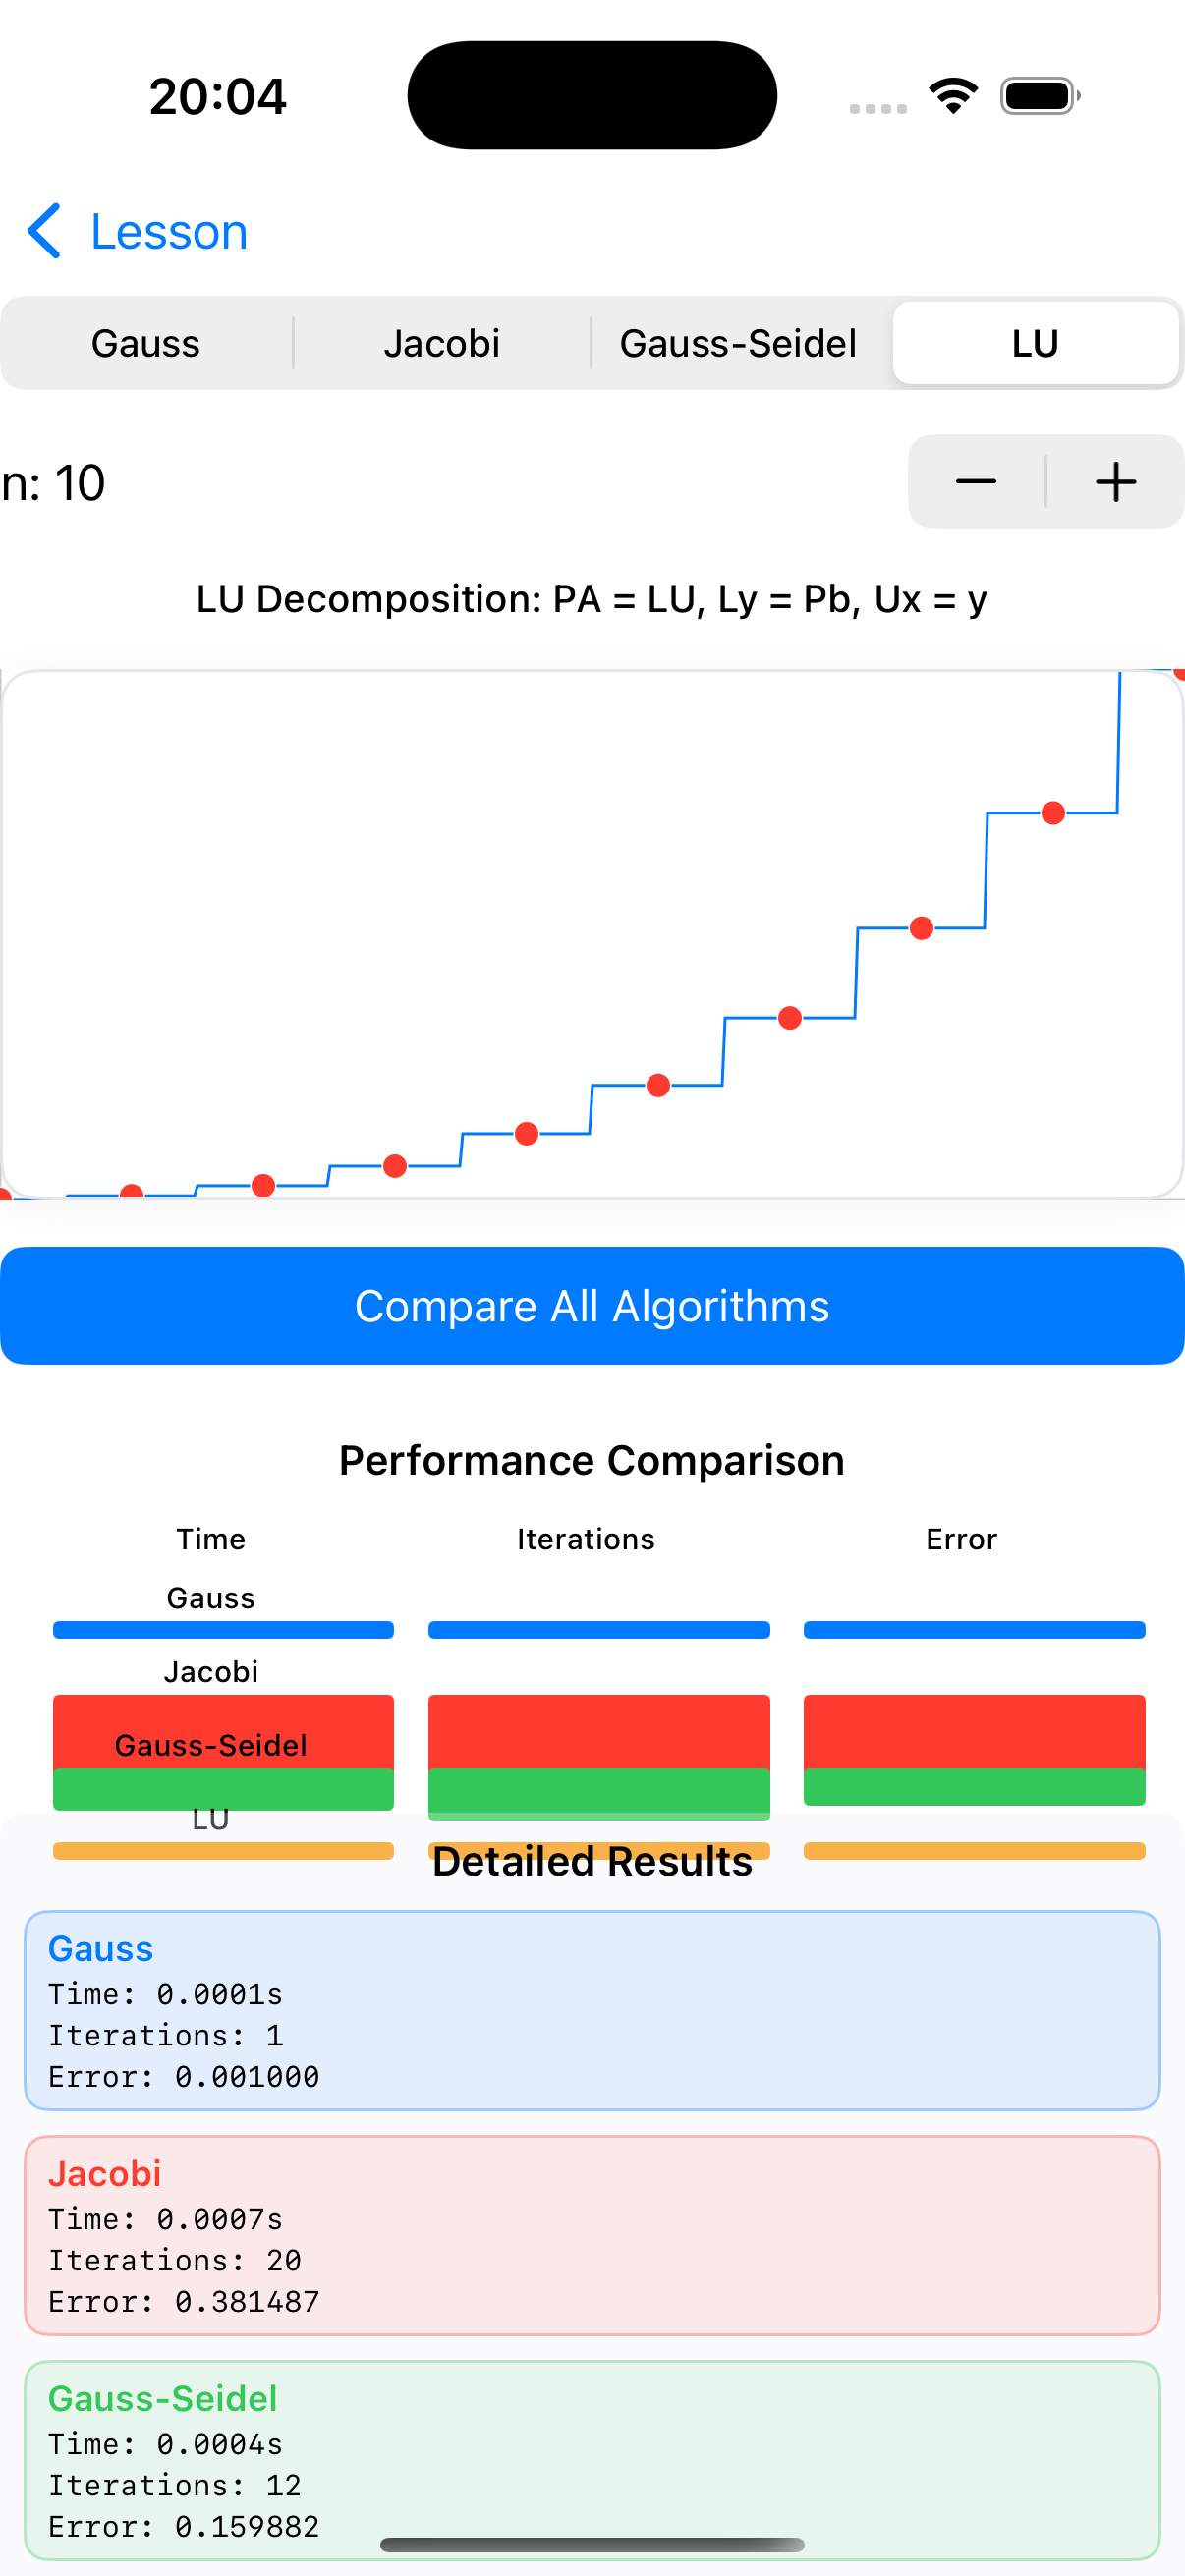 20:04
Lesson
Gauss
Jacobi
Gauss-Seidel
LU
n: 10
LU Decomposition: PA = LU, Ly = Pb, Ux = y
Compare All Algorithms
Performance Comparison
Time
Iterations
Error
Gauss
Jacobi
Gauss-Seidel
LU
Detailed Results
Gauss
Time: 0.0001s
Iterations: 1
Error: 0.001000
Jacobi
Time: 0.0007s
Iterations: 20
Error: 0.381487
Gauss-Seidel
Time: 0.0004s
Iterations: 12
Error: 0.159882